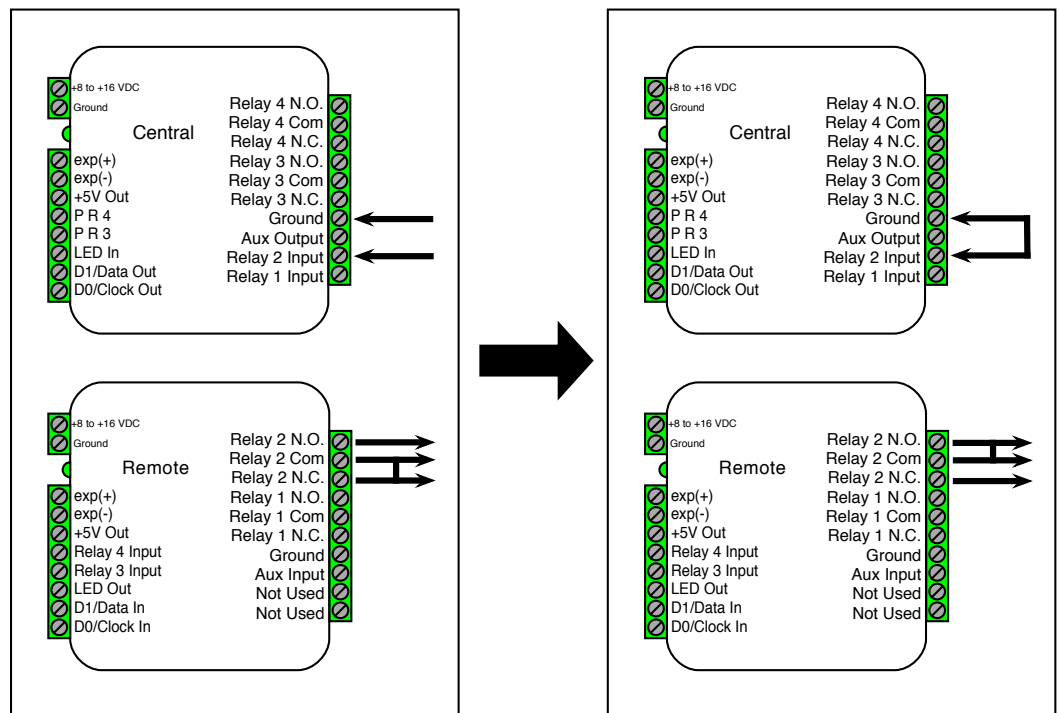 +8 to +16 VDC
Ground
Central
exp(+)
exp(-)
+5V Out
P R 4
P R 3
LED In
D1/Data Out
D0/Clock Out
Relay 4 N.O.
Relay 4 Com
Relay 4 N.C.
Relay 3 N.O.
Relay 3 Com
Relay 3 N.C.
Ground
Aux Output
Relay 2 Input
Relay 1 Input
+8 to +16 VDC
Ground
Remote
exp(+)
exp(-)
+5V Out
Relay 4 Input
Relay 3 Input
LED Out
D1/Data In
D0/Clock In
Relay 2 N.O.
Relay 2 Com
Relay 2 N.C.
Relay 1 N.O.
Relay 1 Com
Relay 1 N.C.
Ground
Aux Input
Not Used
Not Used
+8 to +16 VDC
Ground
Central
exp(+)
exp(-)
+5V Out
P R 4
P R 3
LED In
D1/Data Out
D0/Clock Out
Relay 4 N.O.
Relay 4 Com
Relay 4 N.C.
Relay 3 N.O.
Relay 3 Com
Relay 3 N.C.
Ground
Aux Output
Relay 2 Input
Relay 1 Input
+8 to +16 VDC
Ground
Remote
exp(+)
exp(-)
+5V Out
Relay 4 Input
Relay 3 Input
LED Out
D1/Data In
D0/Clock In
Relay 2 N.O.
Relay 2 Com
Relay 2 N.C.
Relay 1 N.O.
Relay 1 Com
Relay 1 N.C.
Ground
Aux Input
Not Used
Not Used